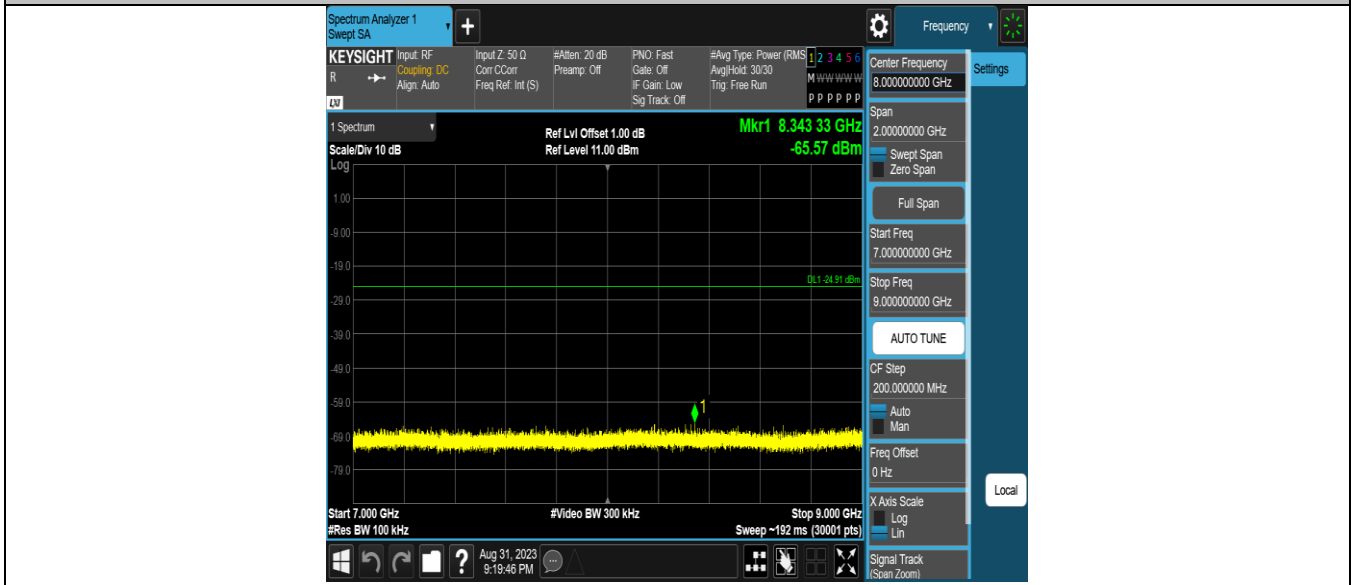 Spectrum Analyzer 1
Swept SA
+
Frequency
KEYSIGHT
R
LXI
Input: RF
Coupling: DC
Align: Auto
Input Z: 50 Ω
Corr CCorr
Freq Ref: Int (S)
#Atten: 20 dB
Preamp: Off
PNO: Fast
Gate: Off
IF Gain: Low
Sig Track: Off
#Avg Type: Power (RMS
Avg|Hold: 30/30
Trig: Free Run
1 2 3 4 5 6
M W W W W W
P P P P P P
1 Spectrum
Scale/Div 10 dB
Log
Ref Lvl Offset 1.00 dB
Ref Level 11.00 dBm
Mkr1 8.343 33 GHz
-65.57 dBm
1.00
-9.00
-19.0
DL1 -24.91 dBm
-29.0
-39.0
-49.0
-59.0
1
-69.0
-79.0
Start 7.000 GHz
#Video BW 300 kHz
Stop 9.000 GHz
#Res BW 100 kHz
Sweep ~192 ms (30001 pts)
?
Aug 31, 2023
9:19:46 PM
Center Frequency
8.000000000 GHz
Settings
Span
2.00000000 GHz
Swept Span
Zero Span
Full Span
Start Freq
7.000000000 GHz
Stop Freq
9.000000000 GHz
AUTO TUNE
CF Step
200.000000 MHz
Auto
Man
Freq Offset
0 Hz
X Axis Scale
Log
Lin
Signal Track
(Span Zoom)
Local